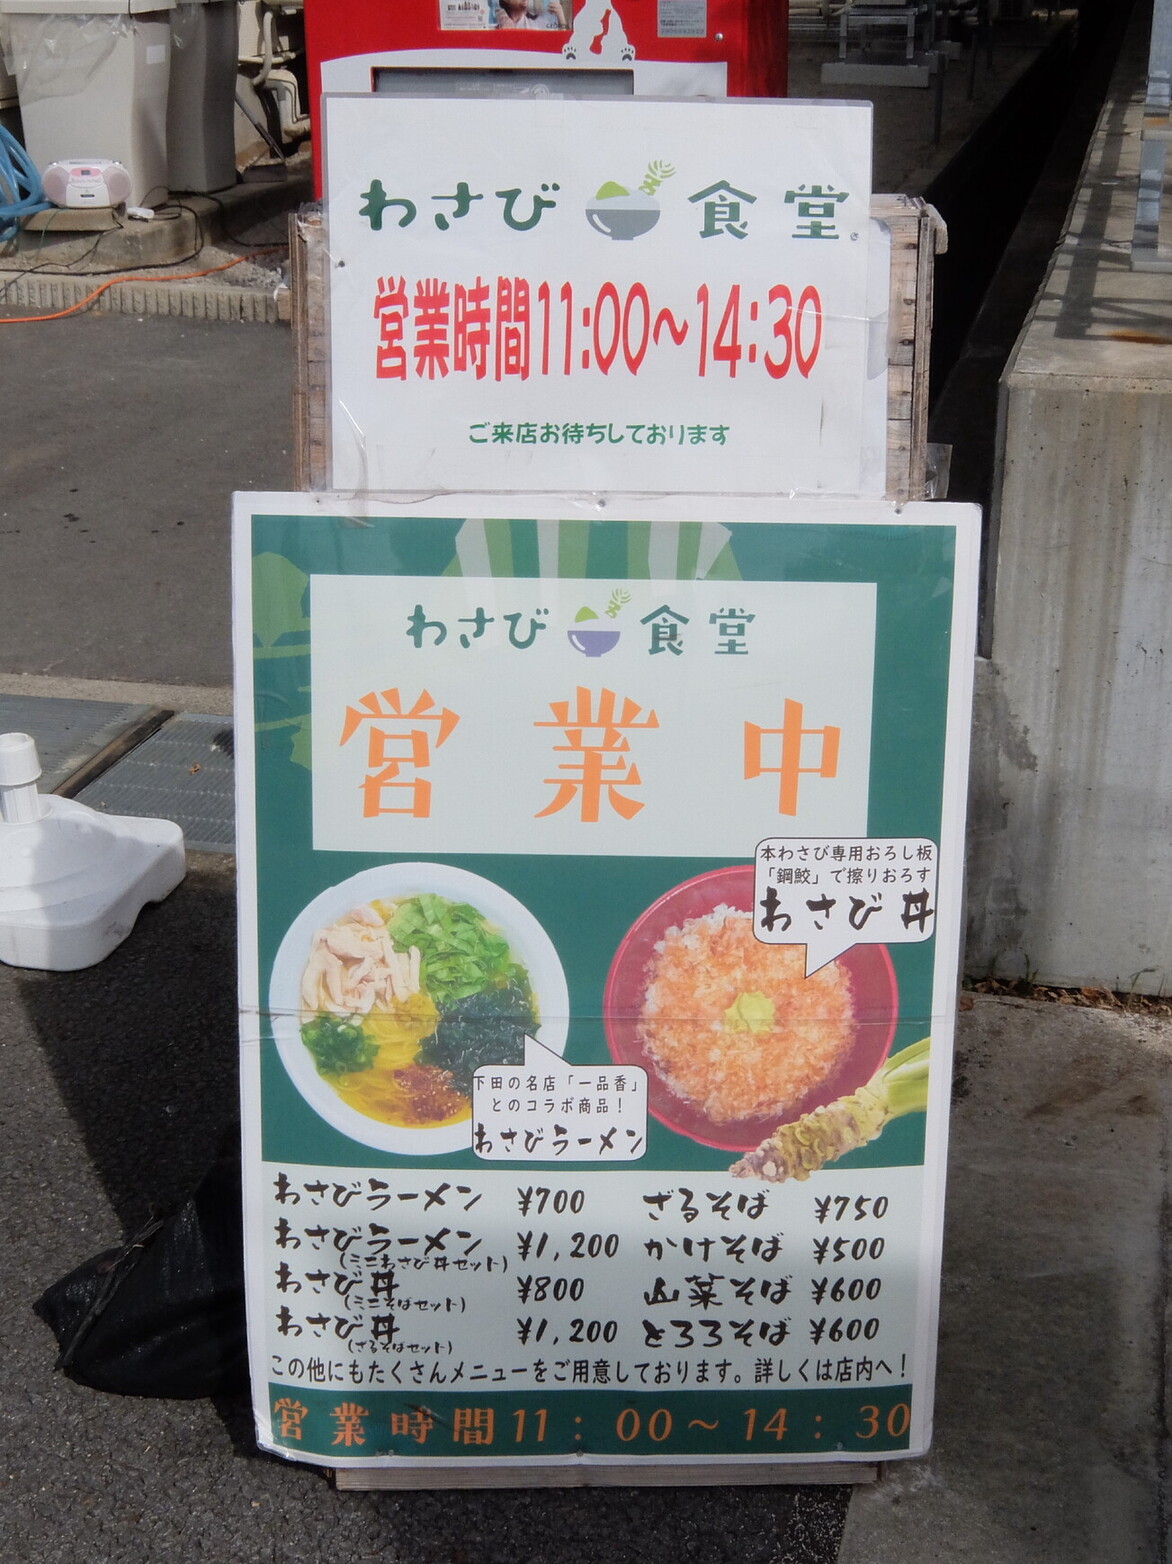 わさび 食堂
営業時間11:00～14:30
ご来店お待ちしております
わさび 食堂
営業中
本わさび専用おろし板
「鋼鮫」で擦りおろす
わさび丼
下田の名店「一品香」
とのコラボ商品！
わさびラーメン
わさびラーメン ¥700 ざるそば ¥750
わさびラーメン ¥1,200 かけそば ¥500
(ミニわさび丼セット)
わさび丼 ¥800 山菜そば ¥600
(ミニそばセット)
わさび丼 ¥1,200 とろろそば ¥600
(ざるそばセット)
この他にもたくさんメニューをご用意しております。詳しくは店内へ！
営業時間11：00～14：30